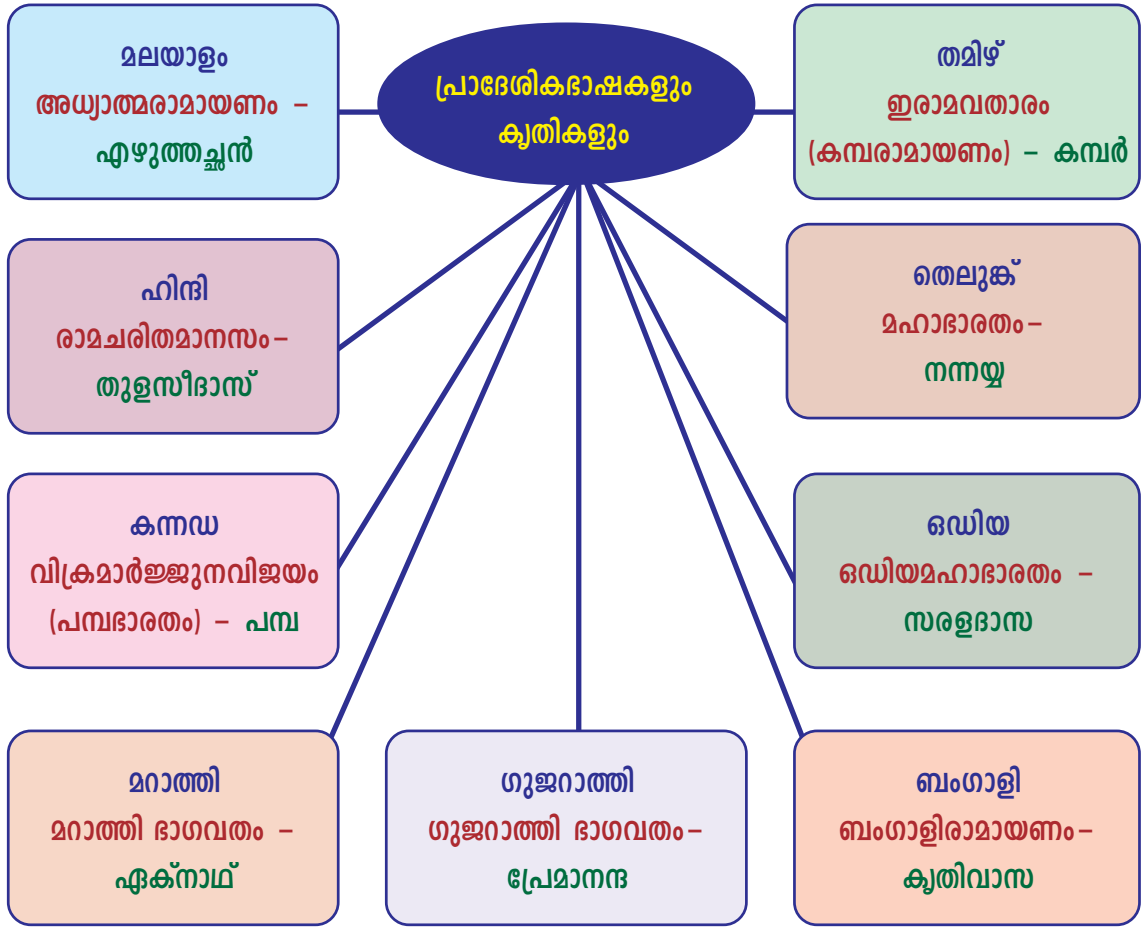 പ്രാദേശികഭാഷകളും
കൃതികളും
മലയാളം
അധ്യാത്മരാമായണം –
എഴുത്തച്ഛൻ
തമിഴ്
ഇരാമവതാരം
(കമ്പരാമായണം) – കമ്പർ
ഹിന്ദി
രാമചരിതമാനസം–
തുളസീദാസ്
തെലുങ്ക്
മഹാഭാരതം–
നന്നയ്യ
കന്നഡ
വിക്രമാർജ്ജുനവിജയം
(പമ്പഭാരതം) – പമ്പ
ഒഡിയ
ഒഡിയമഹാഭാരതം –
സരളദാസ
മറാത്തി
മറാത്തി ഭാഗവതം –
ഏക്നാഥ്
ഗുജറാത്തി
ഗുജറാത്തി ഭാഗവതം–
പ്രേമാനന്ദ
ബംഗാളി
ബംഗാളിരാമായണം–
കൃതിവാസ